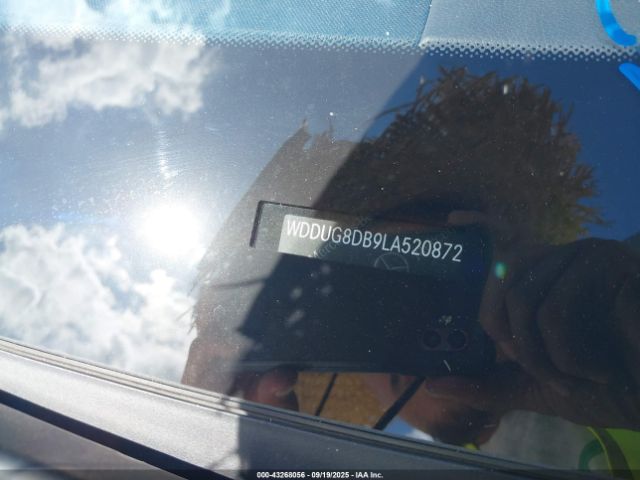 WDDUG8DB9LA520872
000-43268056 - 09/19/2025 - IAA Inc.